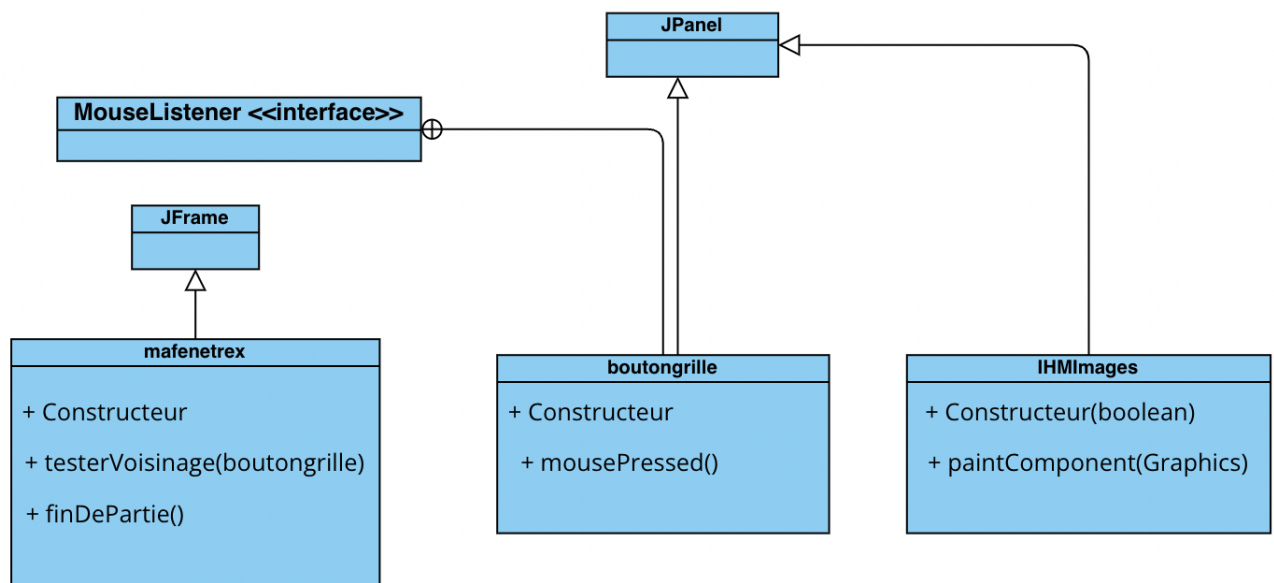 JPanel
MouseListener <<interface>>
JFrame
mafenetrex
+ Constructeur
+ testerVoisinage(boutongrille)
+ finDePartie()
boutongrille
+ Constructeur
+ mousePressed()
IHMImages
+ Constructeur(boolean)
+ paintComponent(Graphics)